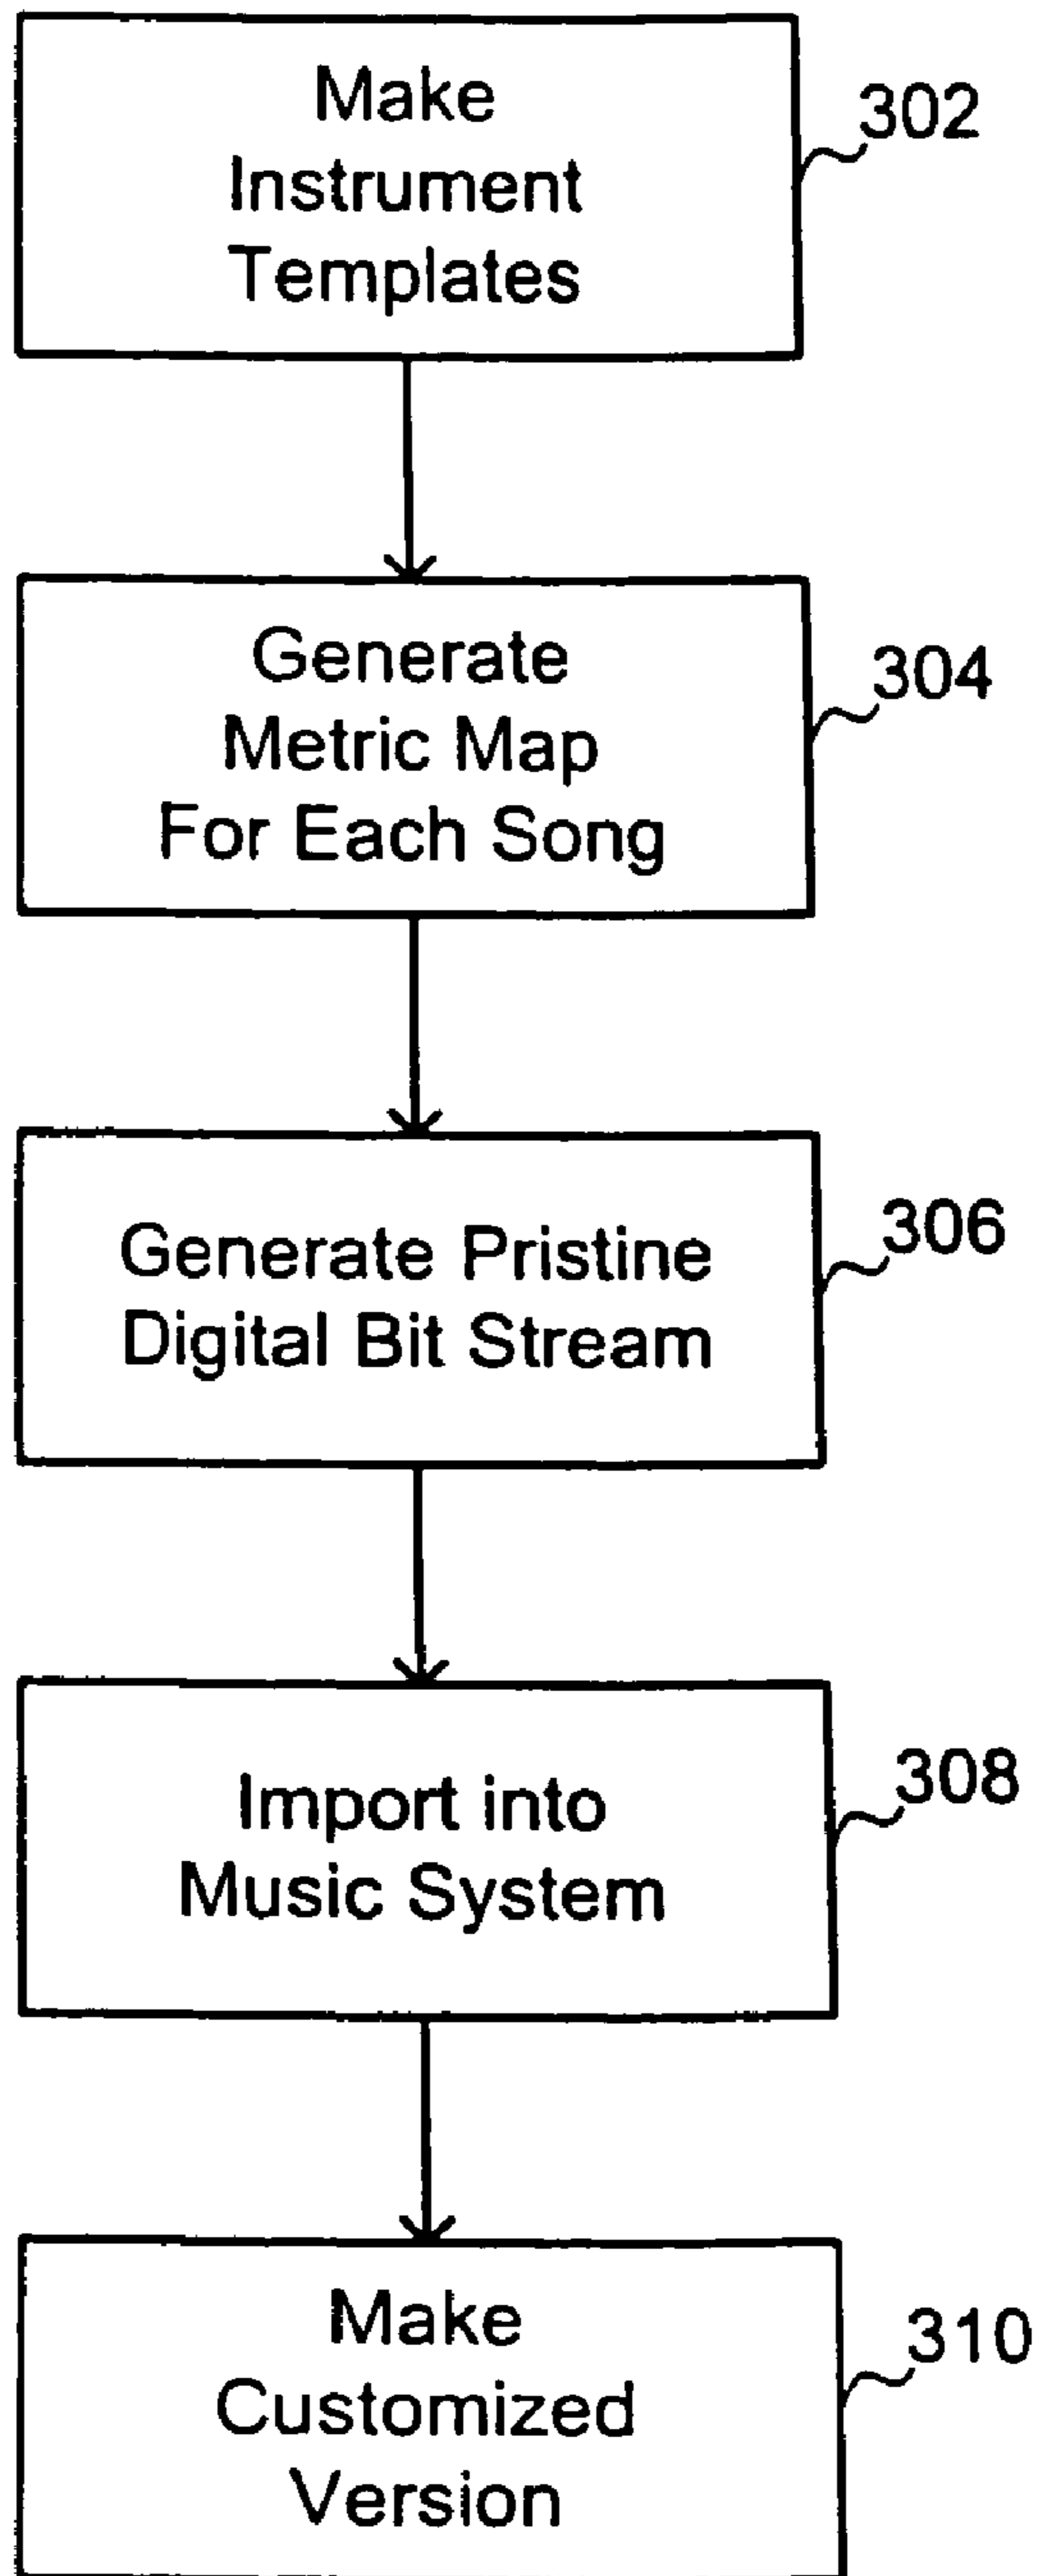 Make
Instrument
Templates
302
Generate
Metric Map
For Each Song
304
Generate Pristine
Digital Bit Stream
306
Import into
Music System
308
Make
Customized
Version
310